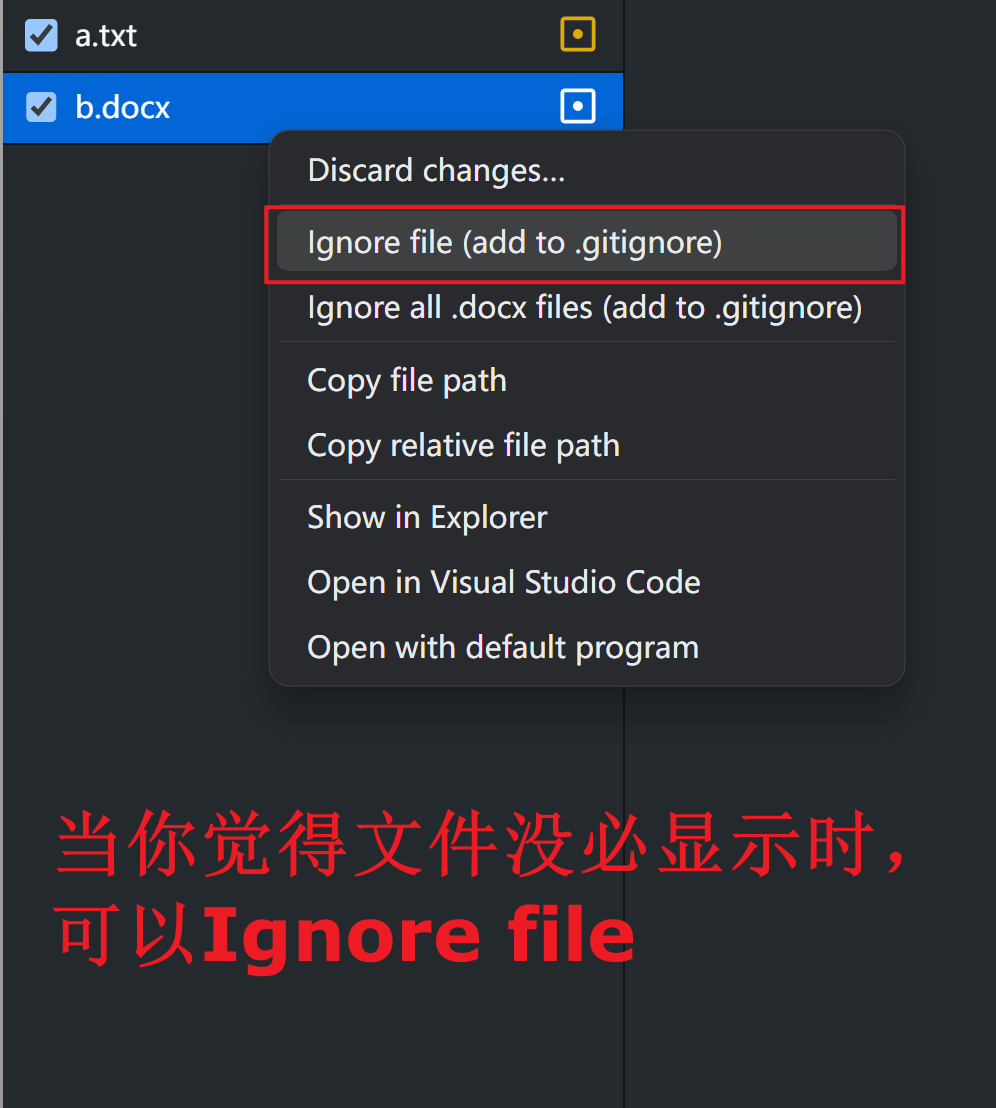 a.txt
b.docx
Discard changes...
Ignore file (add to .gitignore)
Ignore all .docx files (add to .gitignore)
Copy file path
Copy relative file path
Show in Explorer
Open in Visual Studio Code
Open with default program
当你觉得文件没必显示时，
可以Ignore file